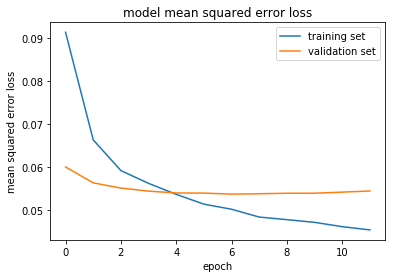 model mean squared error loss
training set
validation set
mean squared error loss
0.09
0.08
0.07
0.06
0.05
0 2 4 6 8 10
epoch